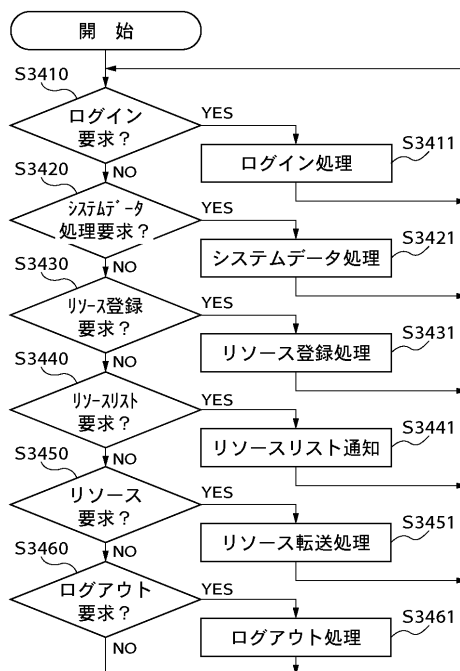 開　始
S3410
ログイン
要求？
YES
ログイン処理
S3411
NO
S3420
ｼｽﾃﾑﾃﾞｰﾀ
処理要求？
YES
システムデータ処理
S3421
NO
S3430
ﾘｿｰｽ登録
要求？
YES
リソース登録処理
S3431
NO
S3440
ﾘｿｰｽﾘｽﾄ
要求？
YES
リソースリスト通知
S3441
NO
S3450
リソース
要求？
YES
リソース転送処理
S3451
NO
S3460
ログアウト
要求？
YES
ログアウト処理
S3461
NO